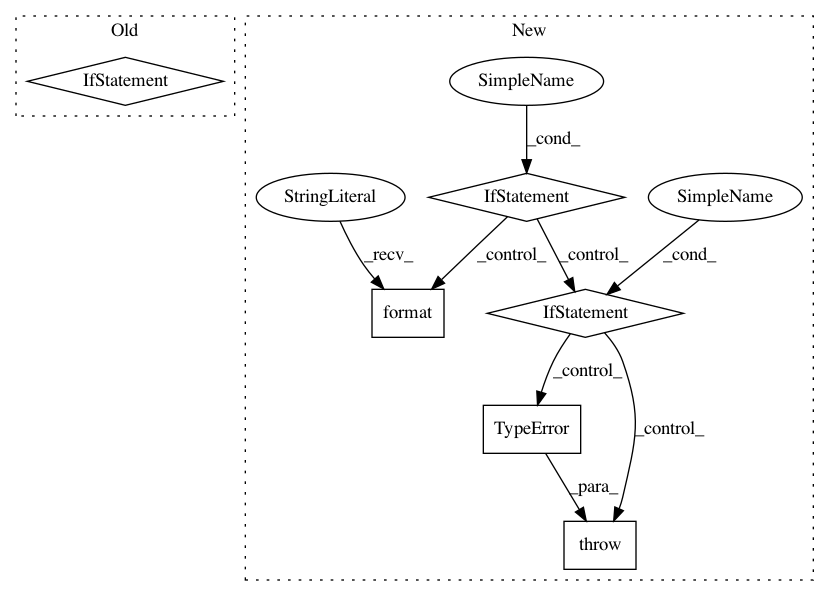 Old
New
IfStatement
SimpleName
_cond_
StringLiteral
IfStatement
SimpleName
_recv_
_control_
_control_
_cond_
format
IfStatement
_control_
_control_
TypeError
_para_
throw